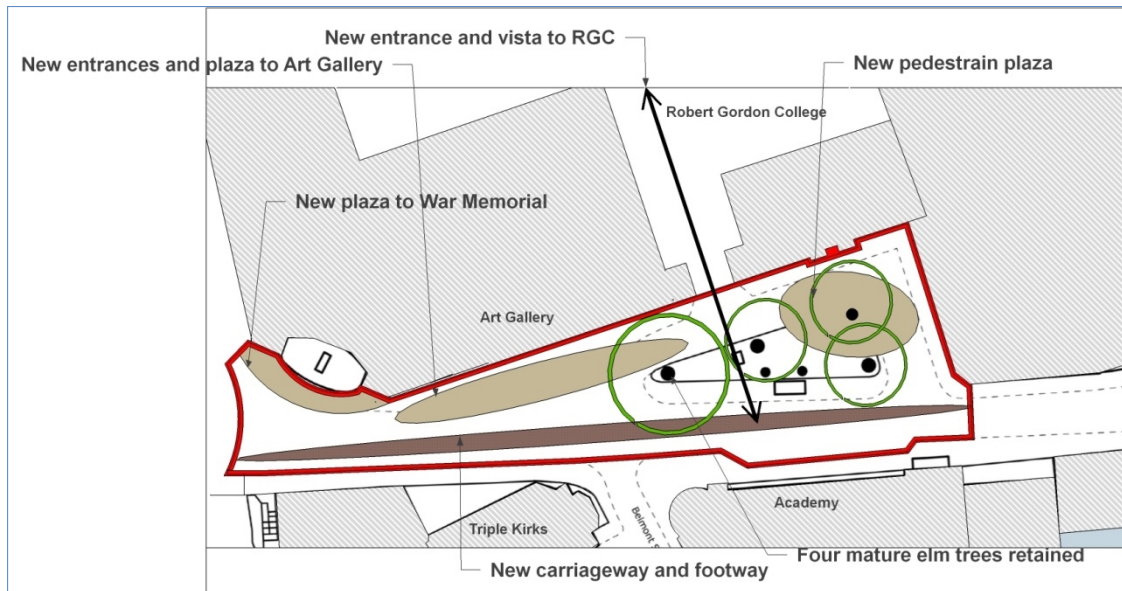 New entrance and vista to RGC
New entrances and plaza to Art Gallery
New pedestrain plaza
Robert Gordon College
New plaza to War Memorial
Art Gallery
Academy
Belmont S
Triple Kirks
Four mature elm trees retained
New carriageway and footway